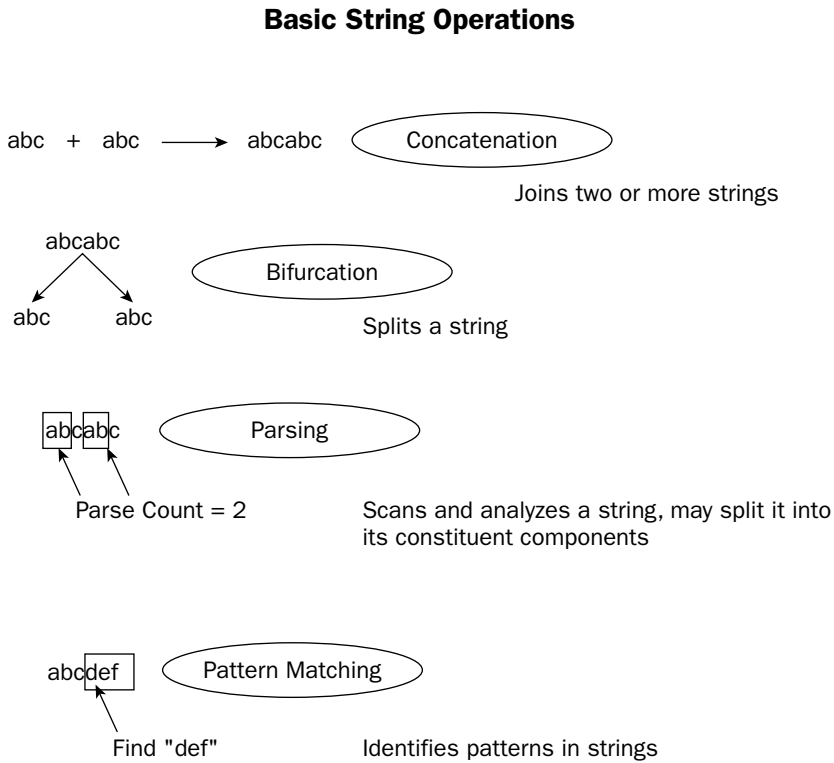 Basic String Operations
abc + abc abcabc Concatenation
Joins two or more strings
abcabc
Bifurcation
abc abc
Splits a string
abcabc Parsing
Parse Count = 2
Scans and analyzes a string, may split it into
its constituent components
abcdef Pattern Matching
Find "def"
Identifies patterns in strings